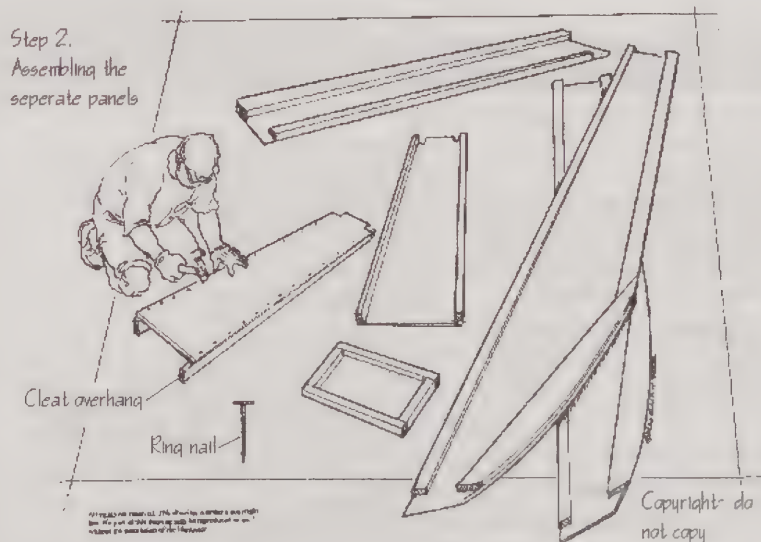 Step 2.
Assembling the
seperate panels
Cleat overhang
Ring nail
Copyright- do
not copy